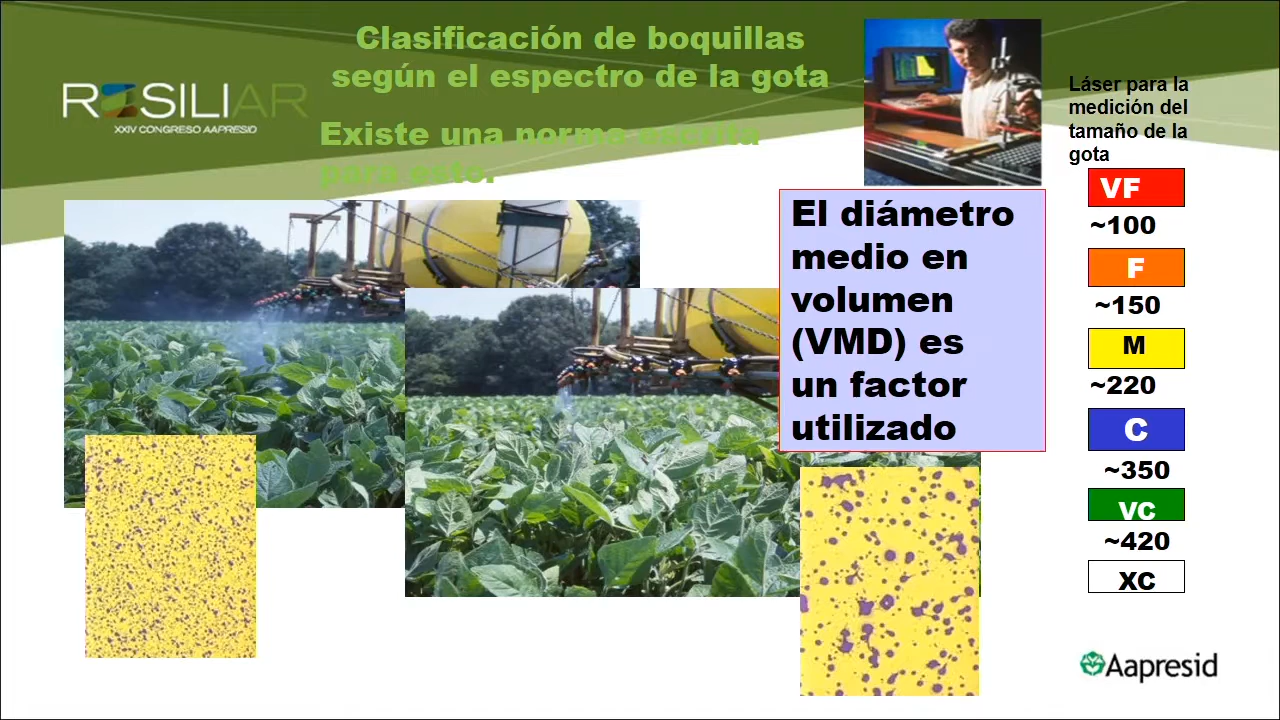 Clasificación de boquillas
según el espectro de la gota
ROSILIAR
XXIV CONGRESO AAPRESID
Existe una norma escrita
para esto.
Láser para la
medición del
tamaño de la
gota
El diámetro
medio en
volumen
(VMD) es
un factor
utilizado
VF
~100
F
~150
M
~220
C
~350
VC
~420
XC
Aapresid